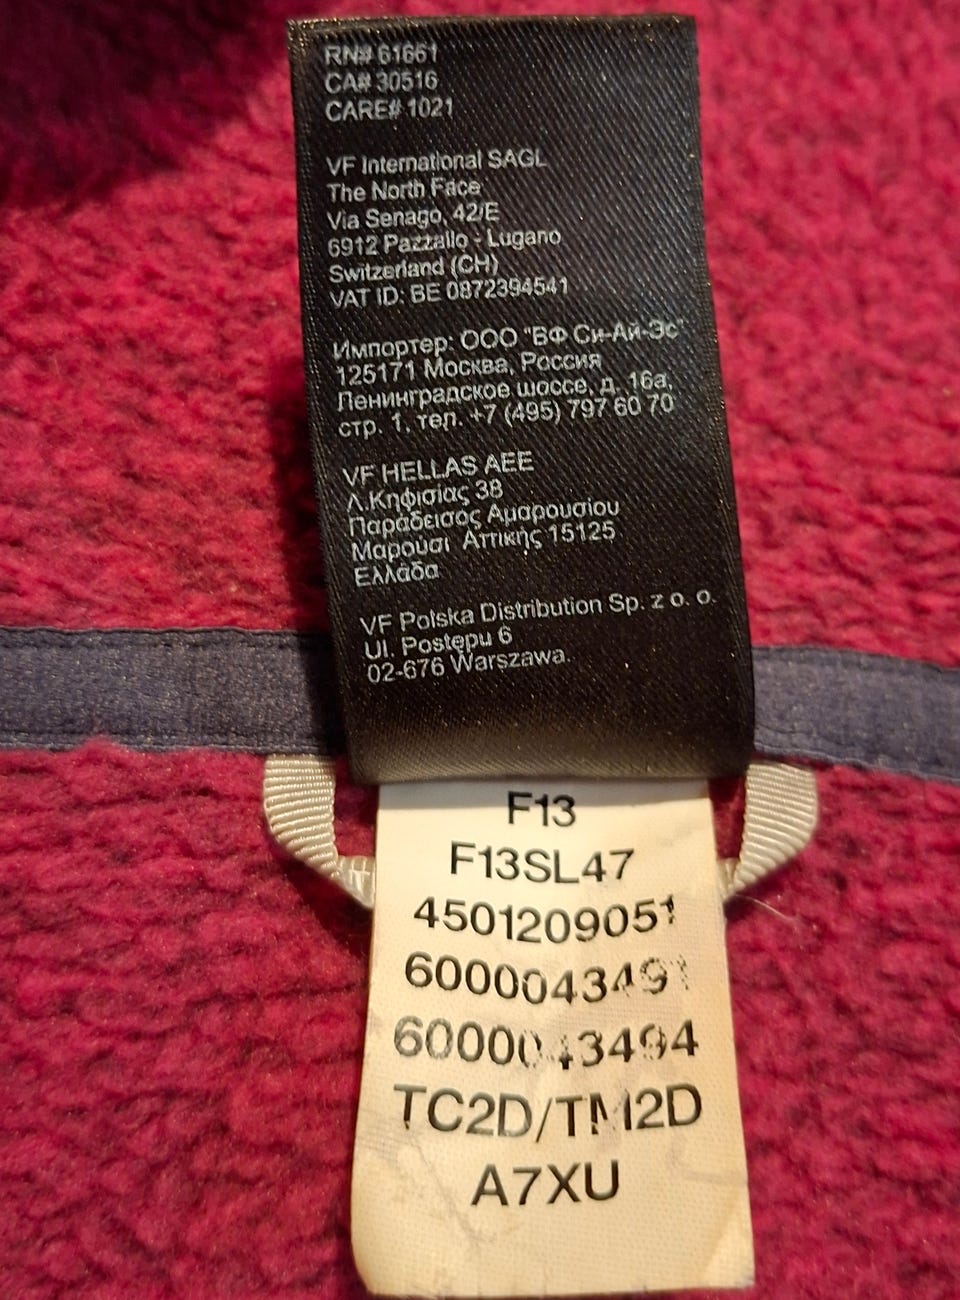 RN# 61661
CA# 30516
CARE# 1021
VF International SAGL
The North Face
Via Senago, 42/E
6912 Pazzallo - Lugano
Switzerland (CH)
VAT ID: BE 0872394541
Импортер: ООО "ВФ Си-Ай-Эс"
125171 Москва, Россия
Ленинградское шоссе, д. 16а,
стр. 1, тел. +7 (495) 797 60 70
VF HELLAS AEE
Λ.Κηφισίας 38
Παράδεισος Αμαρουσίου
Μαρούσι Αττικής 15125
Ελλάδα
VF Polska Distribution Sp. z o. o.
Ul. Postępu 6
02-676 Warszawa.
F13
F13SL47
4501209051
6000043494
TC2D/TM2D
A7XU